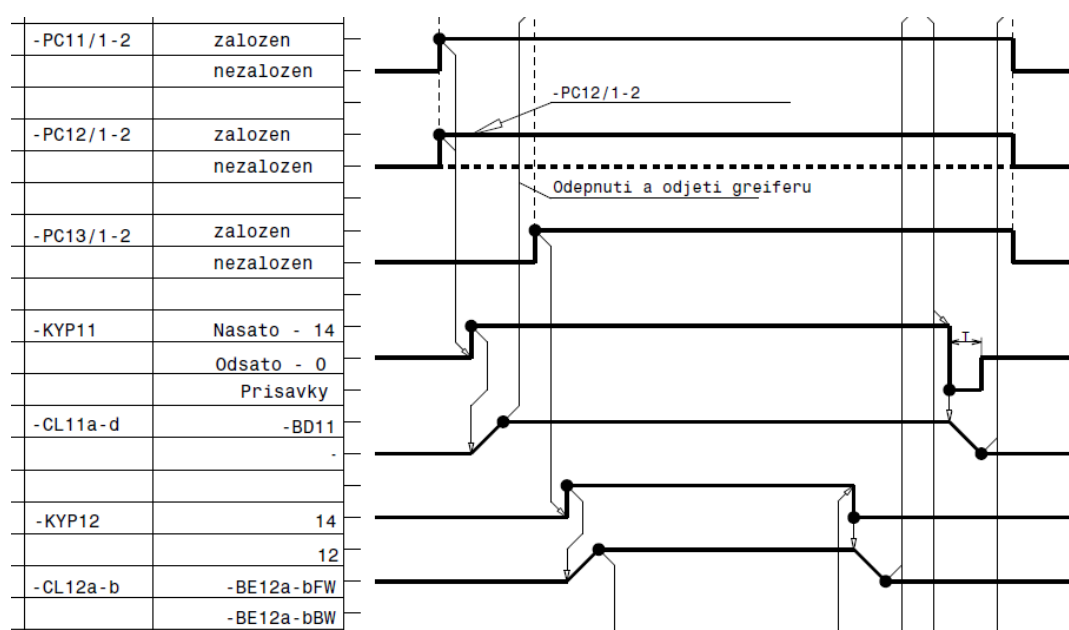 -PC11/1-2 zalozen
nezalozen
-PC12/1-2
-PC12/1-2 zalozen
nezalozen
Odepnuti a odjeti greiferu
-PC13/1-2 zalozen
nezalozen
-KYP11 Nasato - 14
T
Odsato - O
Prisavky
-CL11a-d -BD11
-
-KYP12 14
12
-CL12a-b -BE12a-bFW
-BE12a-bBW